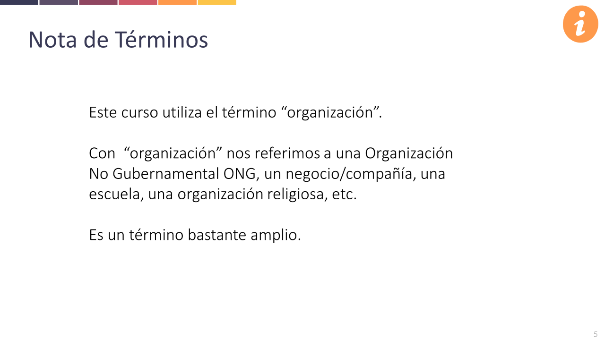 Nota de Términos
Este curso utiliza el término “organización”.
Con  “organización” nos referimos a una Organización
No Gubernamental ONG, un negocio/compañía, una
escuela, una organización religiosa, etc.
Es un término bastante amplio.
5